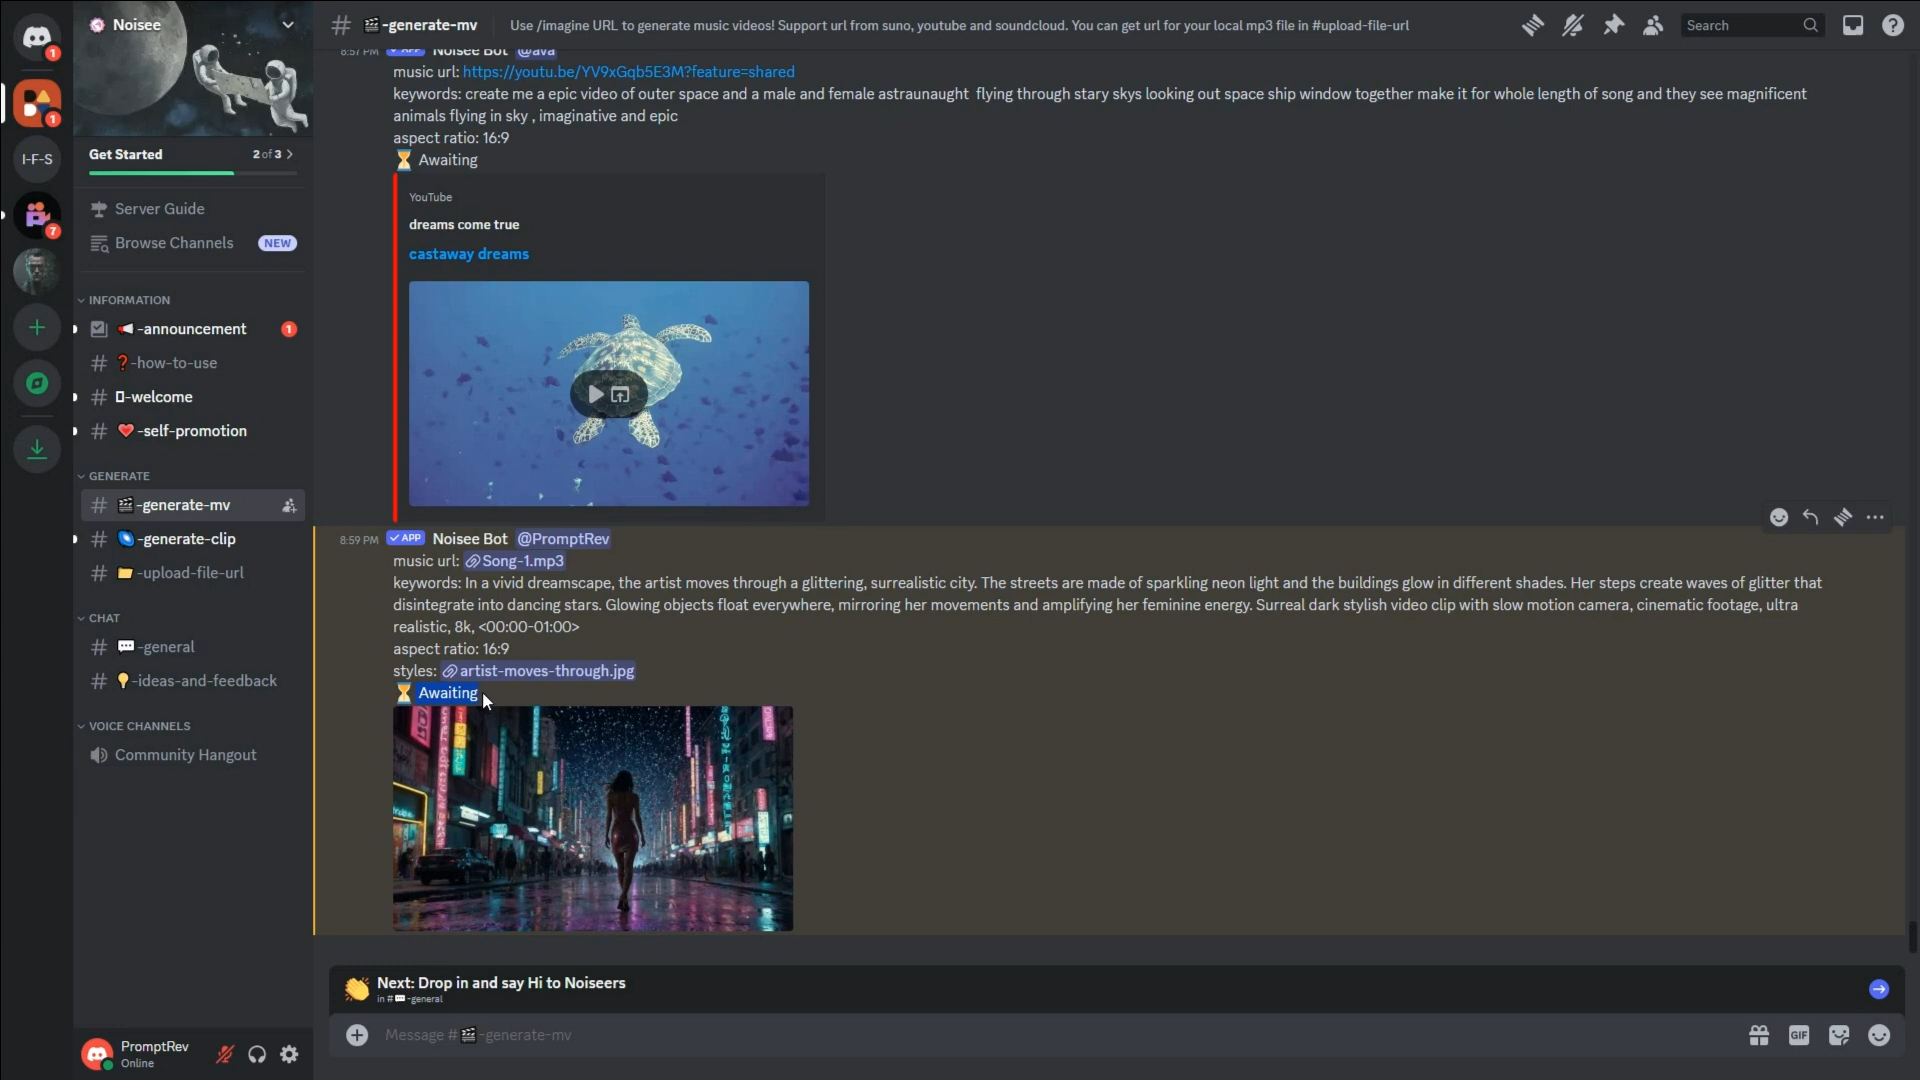 Noisee
Get Started
2 of 3
Server Guide
Browse Channels
NEW
INFORMATION
-announcement
1
-how-to-use
-welcome
-self-promotion
GENERATE
-generate-mv
-generate-clip
-upload-file-url
CHAT
-general
-ideas-and-feedback
VOICE CHANNELS
Community Hangout
PromptRev
Online
1
1
I-F-S
7
-generate-mv
Use /imagine URL to generate music videos! Support url from suno, youtube and soundcloud. You can get url for your local mp3 file in #upload-file-url
Search
8:57 PM APP Noisee Bot @ava
music url: https://youtu.be/YV9xGqb5E3M?feature=shared
keywords: create me a epic video of outer space and a male and female astraunaught flying through stary skys looking out space ship window together make it for whole length of song and they see magnificent
animals flying in sky , imaginative and epic
aspect ratio: 16:9
⏳ Awaiting
YouTube
dreams come true
castaway dreams
8:59 PM APP Noisee Bot @PromptRev
music url: Song-1.mp3
keywords: In a vivid dreamscape, the artist moves through a glittering, surrealistic city. The streets are made of sparkling neon light and the buildings glow in different shades. Her steps create waves of glitter that
disintegrate into dancing stars. Glowing objects float everywhere, mirroring her movements and amplifying her feminine energy. Surreal dark stylish video clip with slow motion camera, cinematic footage, ultra
realistic, 8k, <00:00-01:00>
aspect ratio: 16:9
styles: artist-moves-through.jpg
⏳ Awaiting
Next: Drop in and say Hi to Noiseers
in # -general
Message # -generate-mv
GIF